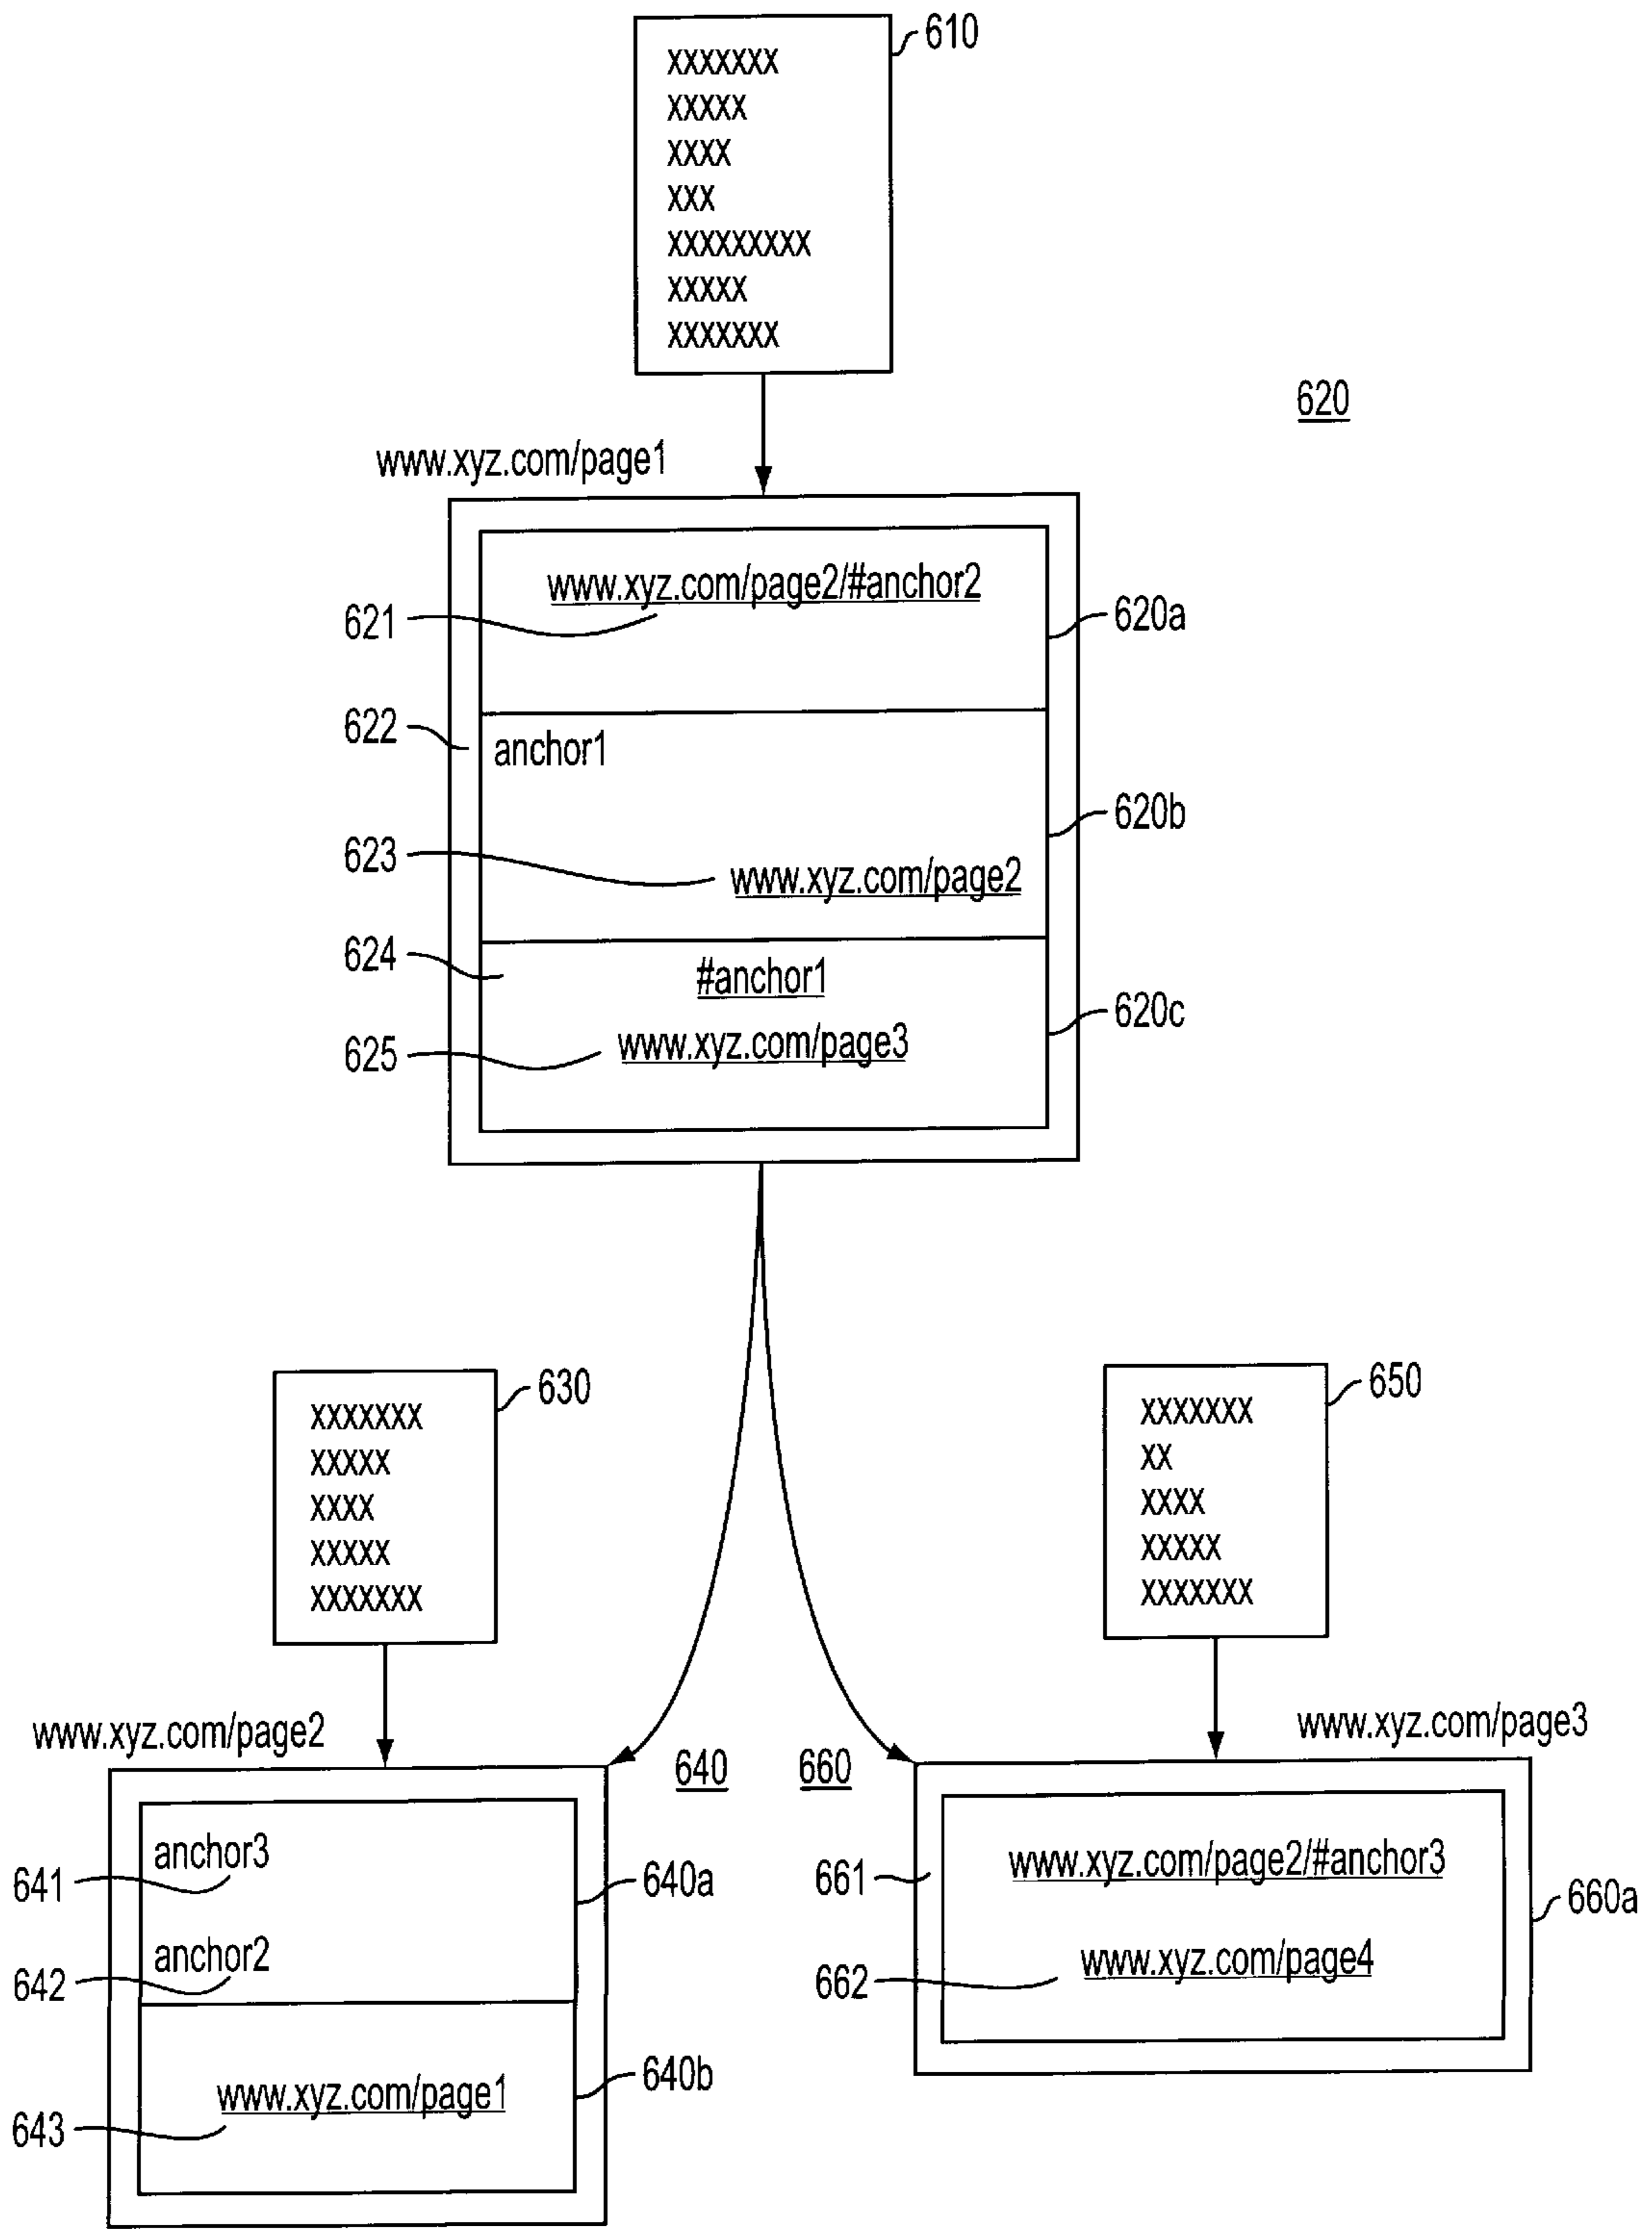 610
XXXXXXX
XXXXX
XXXX
XXX
XXXXXXXXX
XXXXX
XXXXXXX
620
www.xyz.com/page1
www.xyz.com/page2/#anchor2
621
620a
622
anchor1
620b
623
www.xyz.com/page2
624
#anchor1
620c
625
www.xyz.com/page3
630
XXXXXXX
XXXXX
XXXX
XXXXX
XXXXXXX
650
XXXXXXX
XX
XXXX
XXXXX
XXXXXXX
www.xyz.com/page2
www.xyz.com/page3
640
660
anchor3
641
640a
anchor2
642
www.xyz.com/page1
640b
643
www.xyz.com/page2/#anchor3
661
660a
www.xyz.com/page4
662